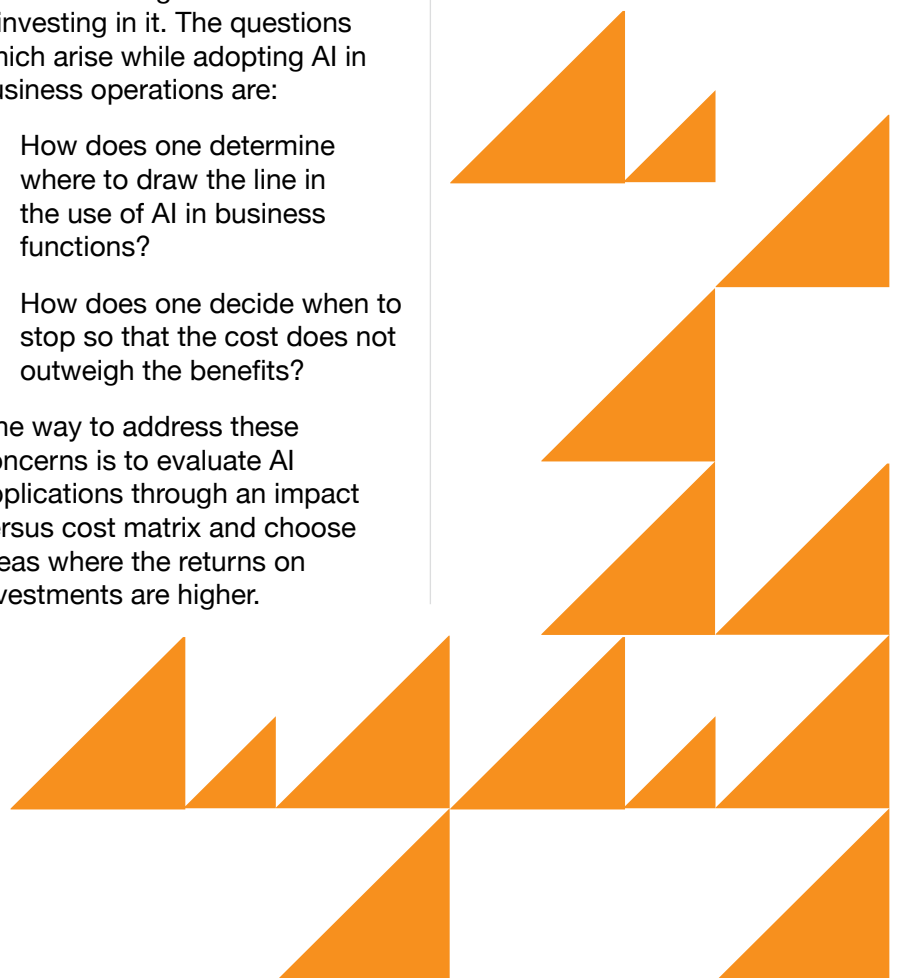 investing in it. The questions
hich arise while adopting AI in
usiness operations are:
How does one determine
where to draw the line in
the use of AI in business
functions?
How does one decide when to
stop so that the cost does not
outweigh the benefits?
ne way to address these
oncerns is to evaluate AI
pplications through an impact
ersus cost matrix and choose
eas where the returns on
vestments are higher.